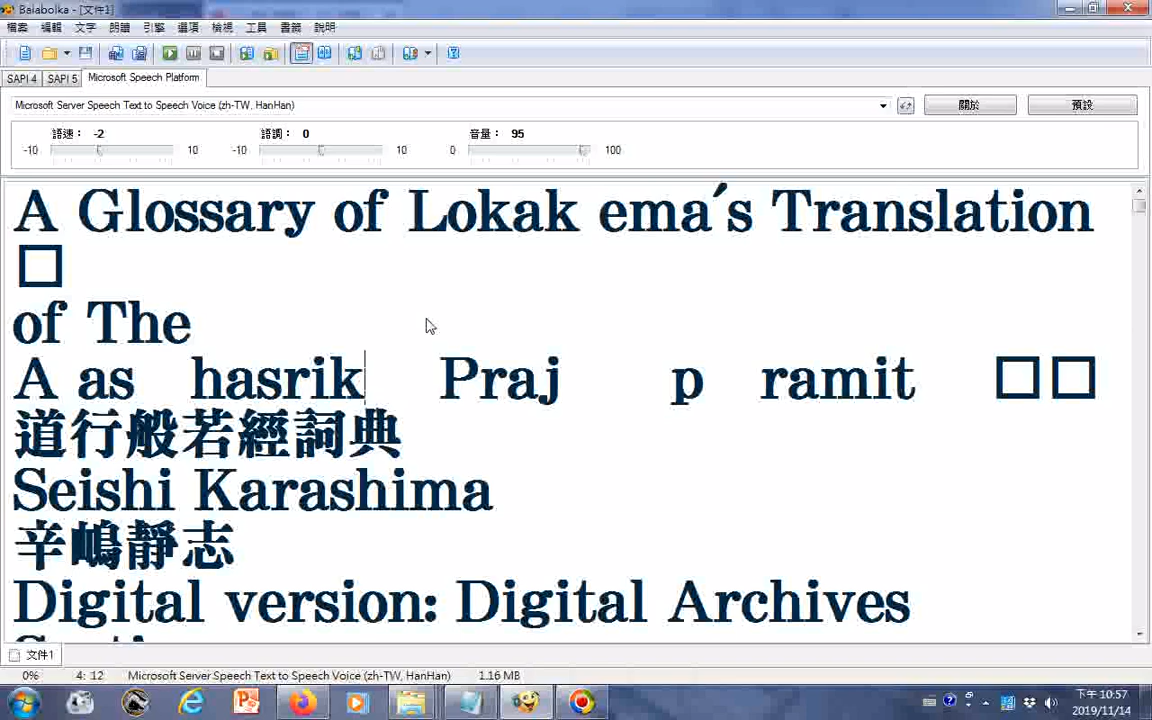 Balabolka - [文件1]
檔案 編輯 文字 朗讀 引擎 選項 檢視 工具 書籤 說明
SAPI 4 SAPI 5 Microsoft Speech Platform
Microsoft Server Speech Text to Speech Voice (zh-TW, HanHan) 關於 預設
語速： -2 語調： 0 音量： 95
-10 10 -10 10 0 100
A Glossary of Lokak ema´s Translation
□
of The
A as hasrik Praj p ramit □□
道行般若經詞典
Seishi Karashima
辛嶋靜志
Digital version: Digital Archives
文件1
0% 4: 12 Microsoft Server Speech Text to Speech Voice (zh-TW, HanHan) 1.16 MB
下午 10:57
2019/11/14